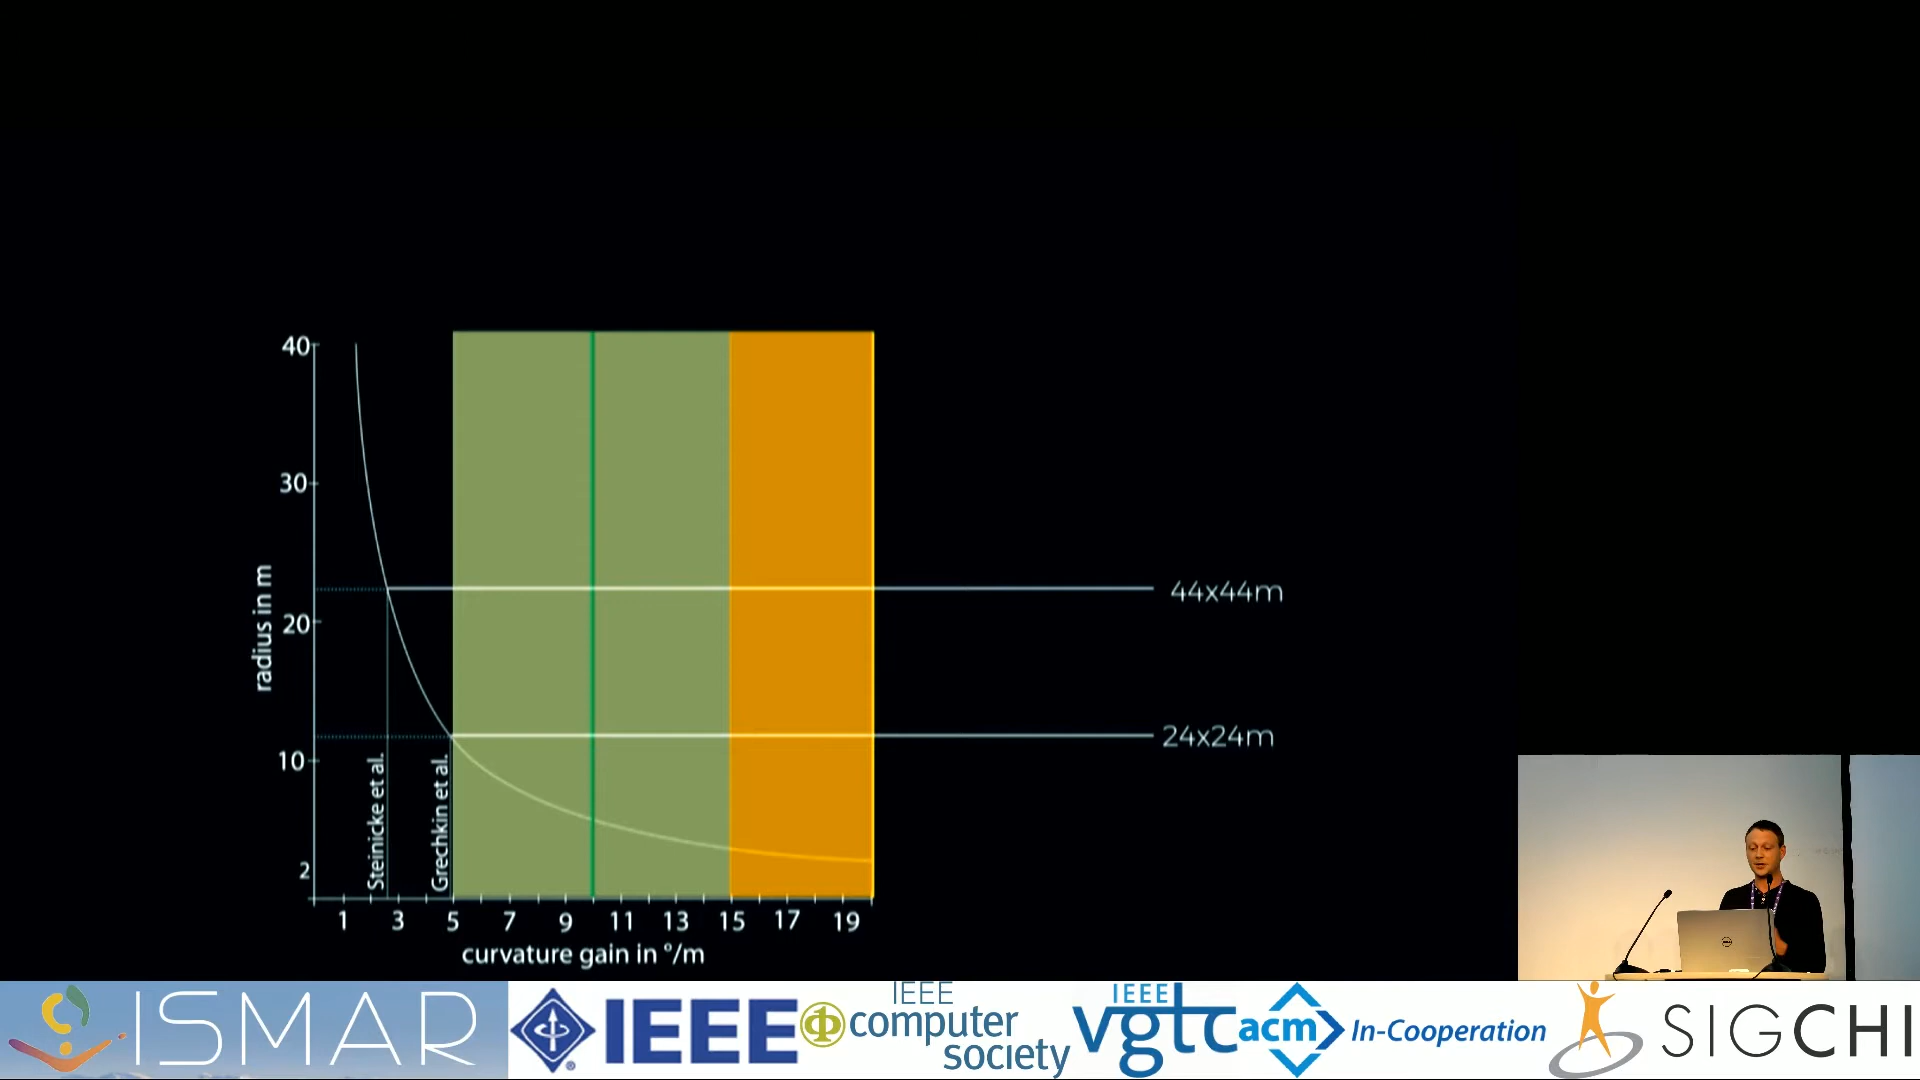 40
30
20
10
2
radius in m
Steinicke et al.
Grechkin et al.
44x44m
24x24m
1 3 5 7 9 11 13 15 17 19
curvature gain in °/m
ISMAR
IEEE
IEEE
computer
society
IEEE
vgtc
acm In-Cooperation
SIGCHI